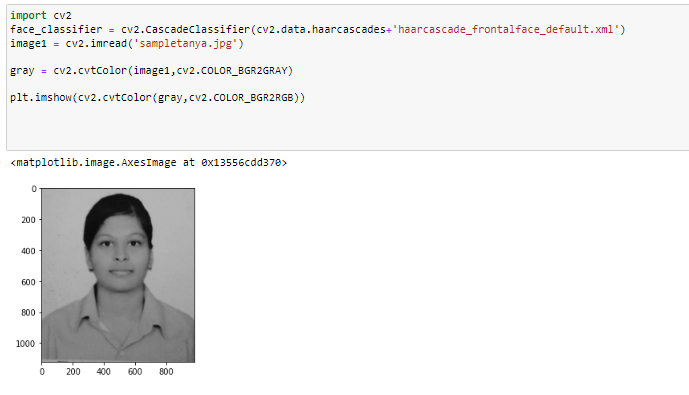 import cv2
face_classifier = cv2.CascadeClassifier(cv2.data.haarcascades+'haarcascade_frontalface_default.xml')
image1 = cv2.imread('sampletanya.jpg')
gray = cv2.cvtColor(image1,cv2.COLOR_BGR2GRAY)
plt.imshow(cv2.cvtColor(gray,cv2.COLOR_BGR2RGB))
<matplotlib.image.AxesImage at 0x13556cdd370>
0
200
400
600
800
1000
0 200 400 600 800